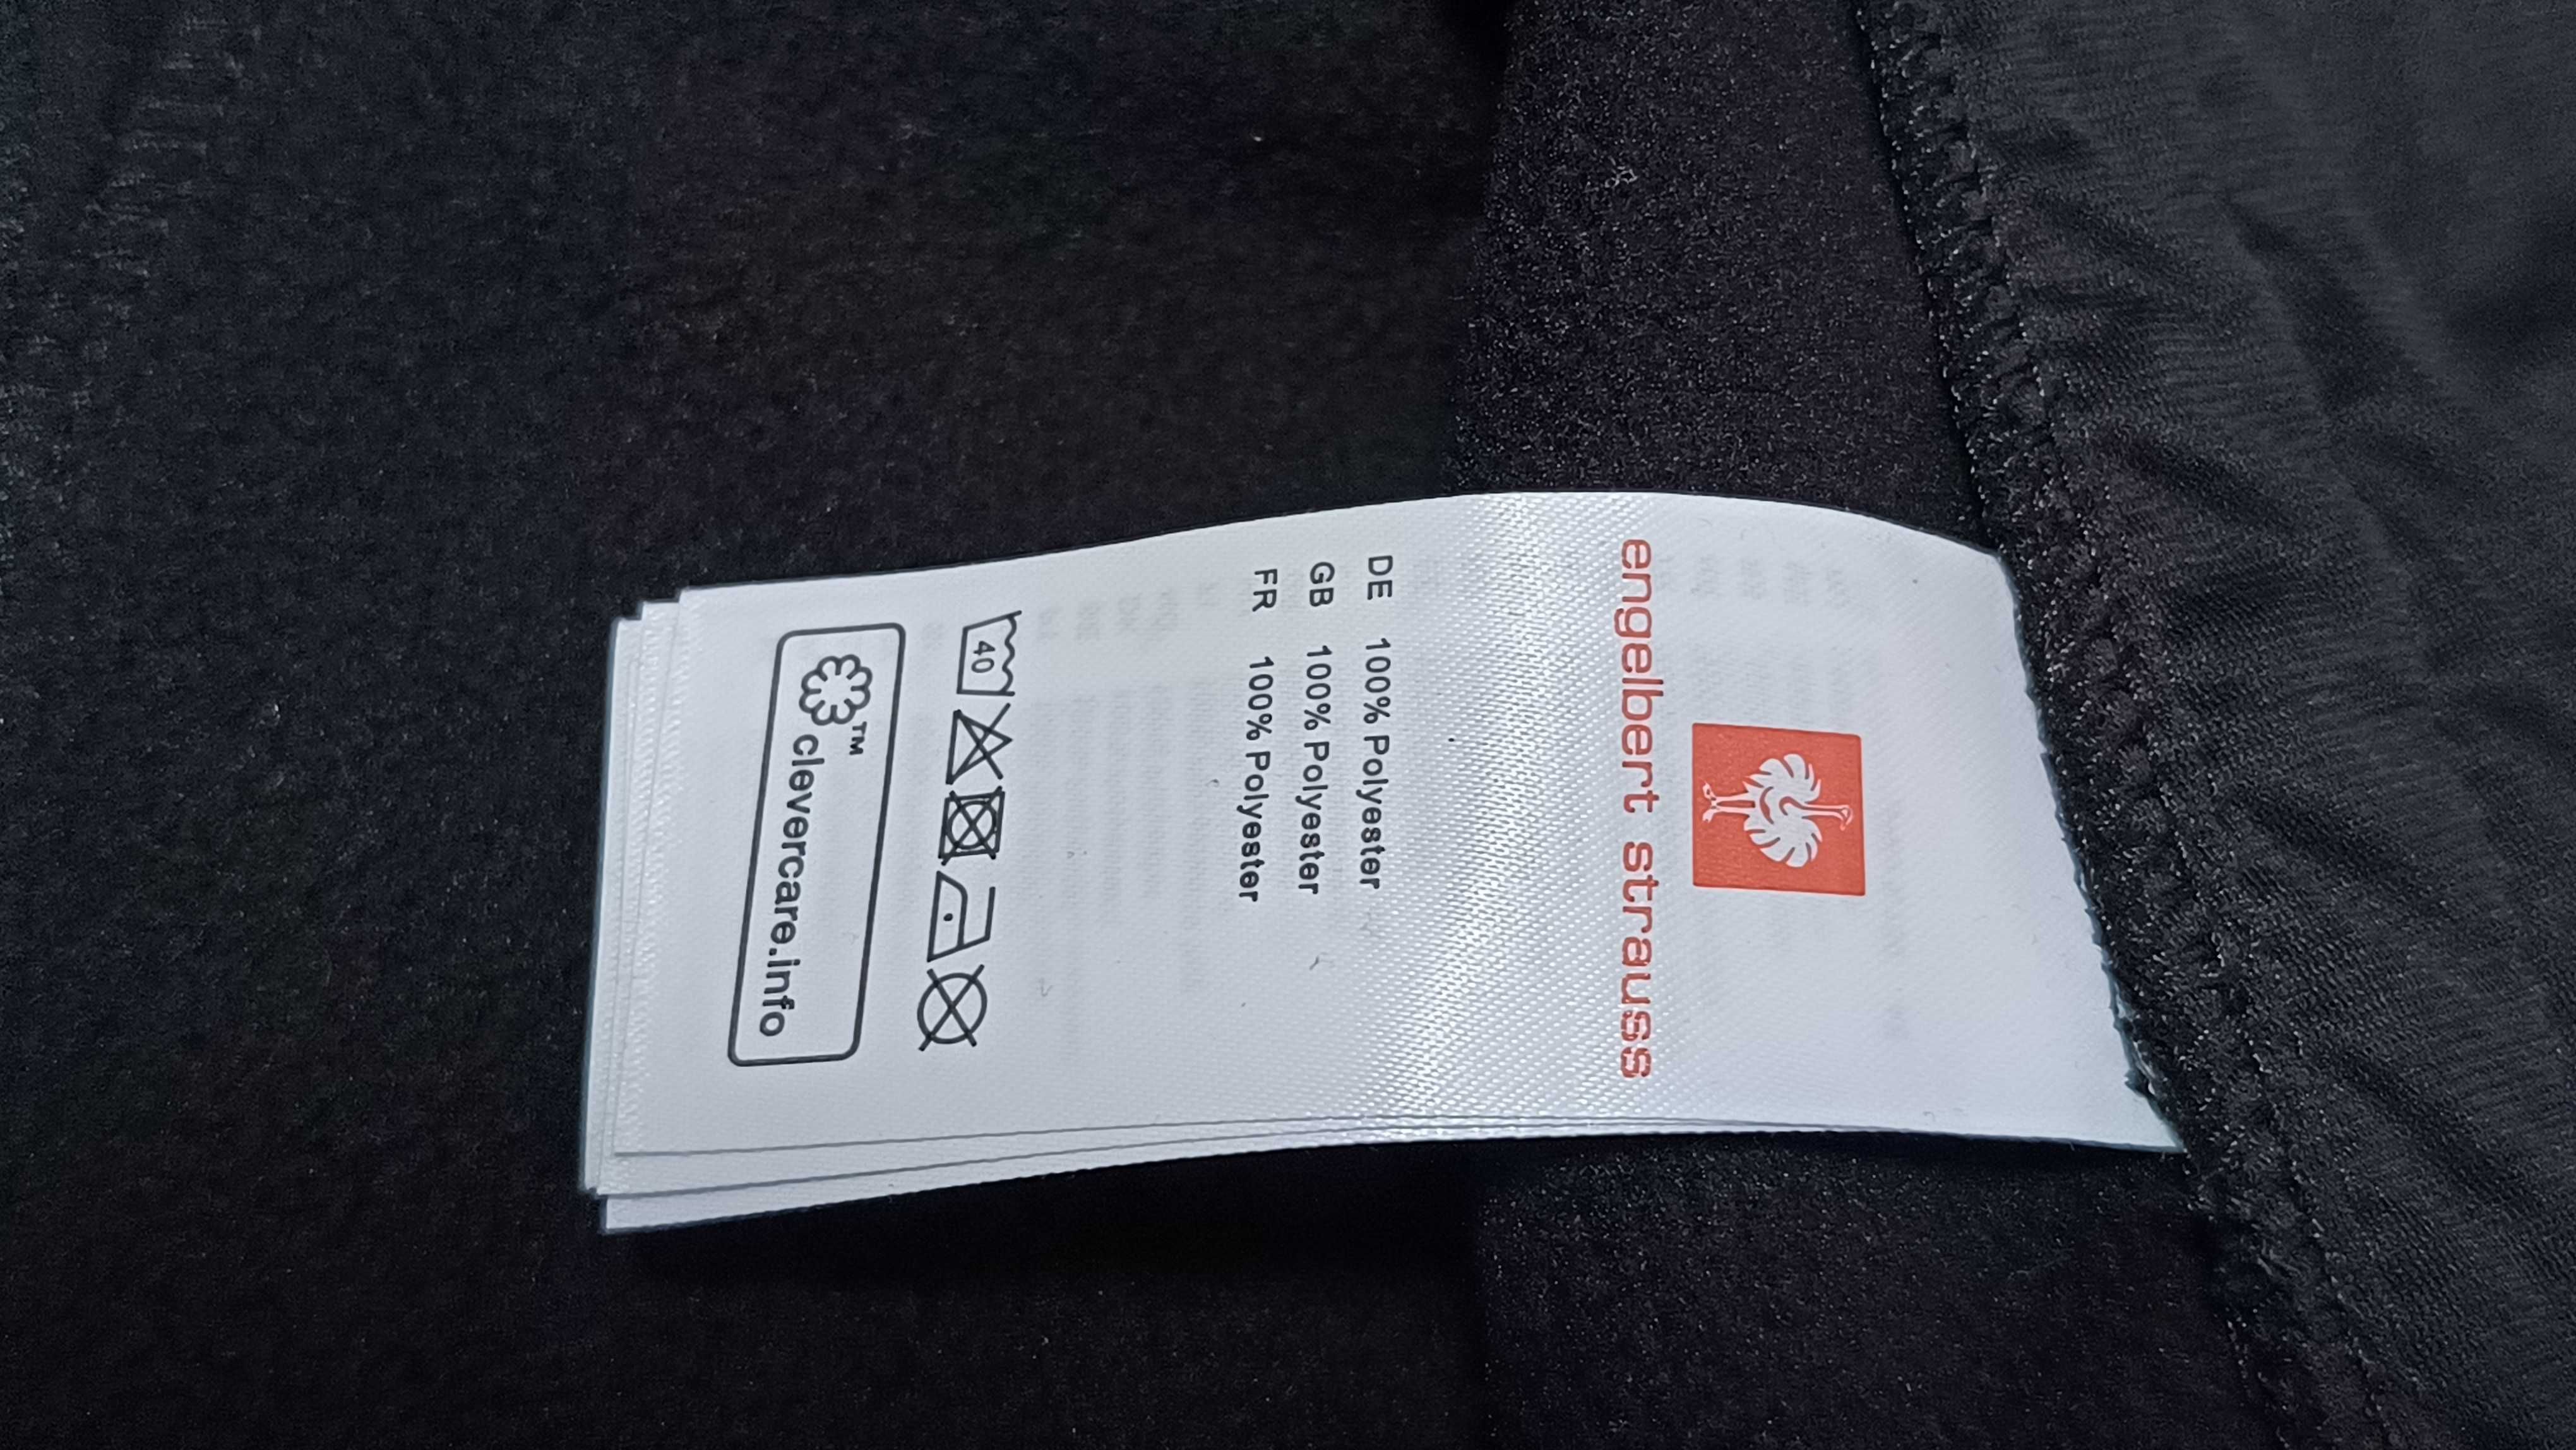 engelbert strauss
DE 100% Polyester
GB 100% Polyester
FR 100% Polyester
40
TM
clevercare.info